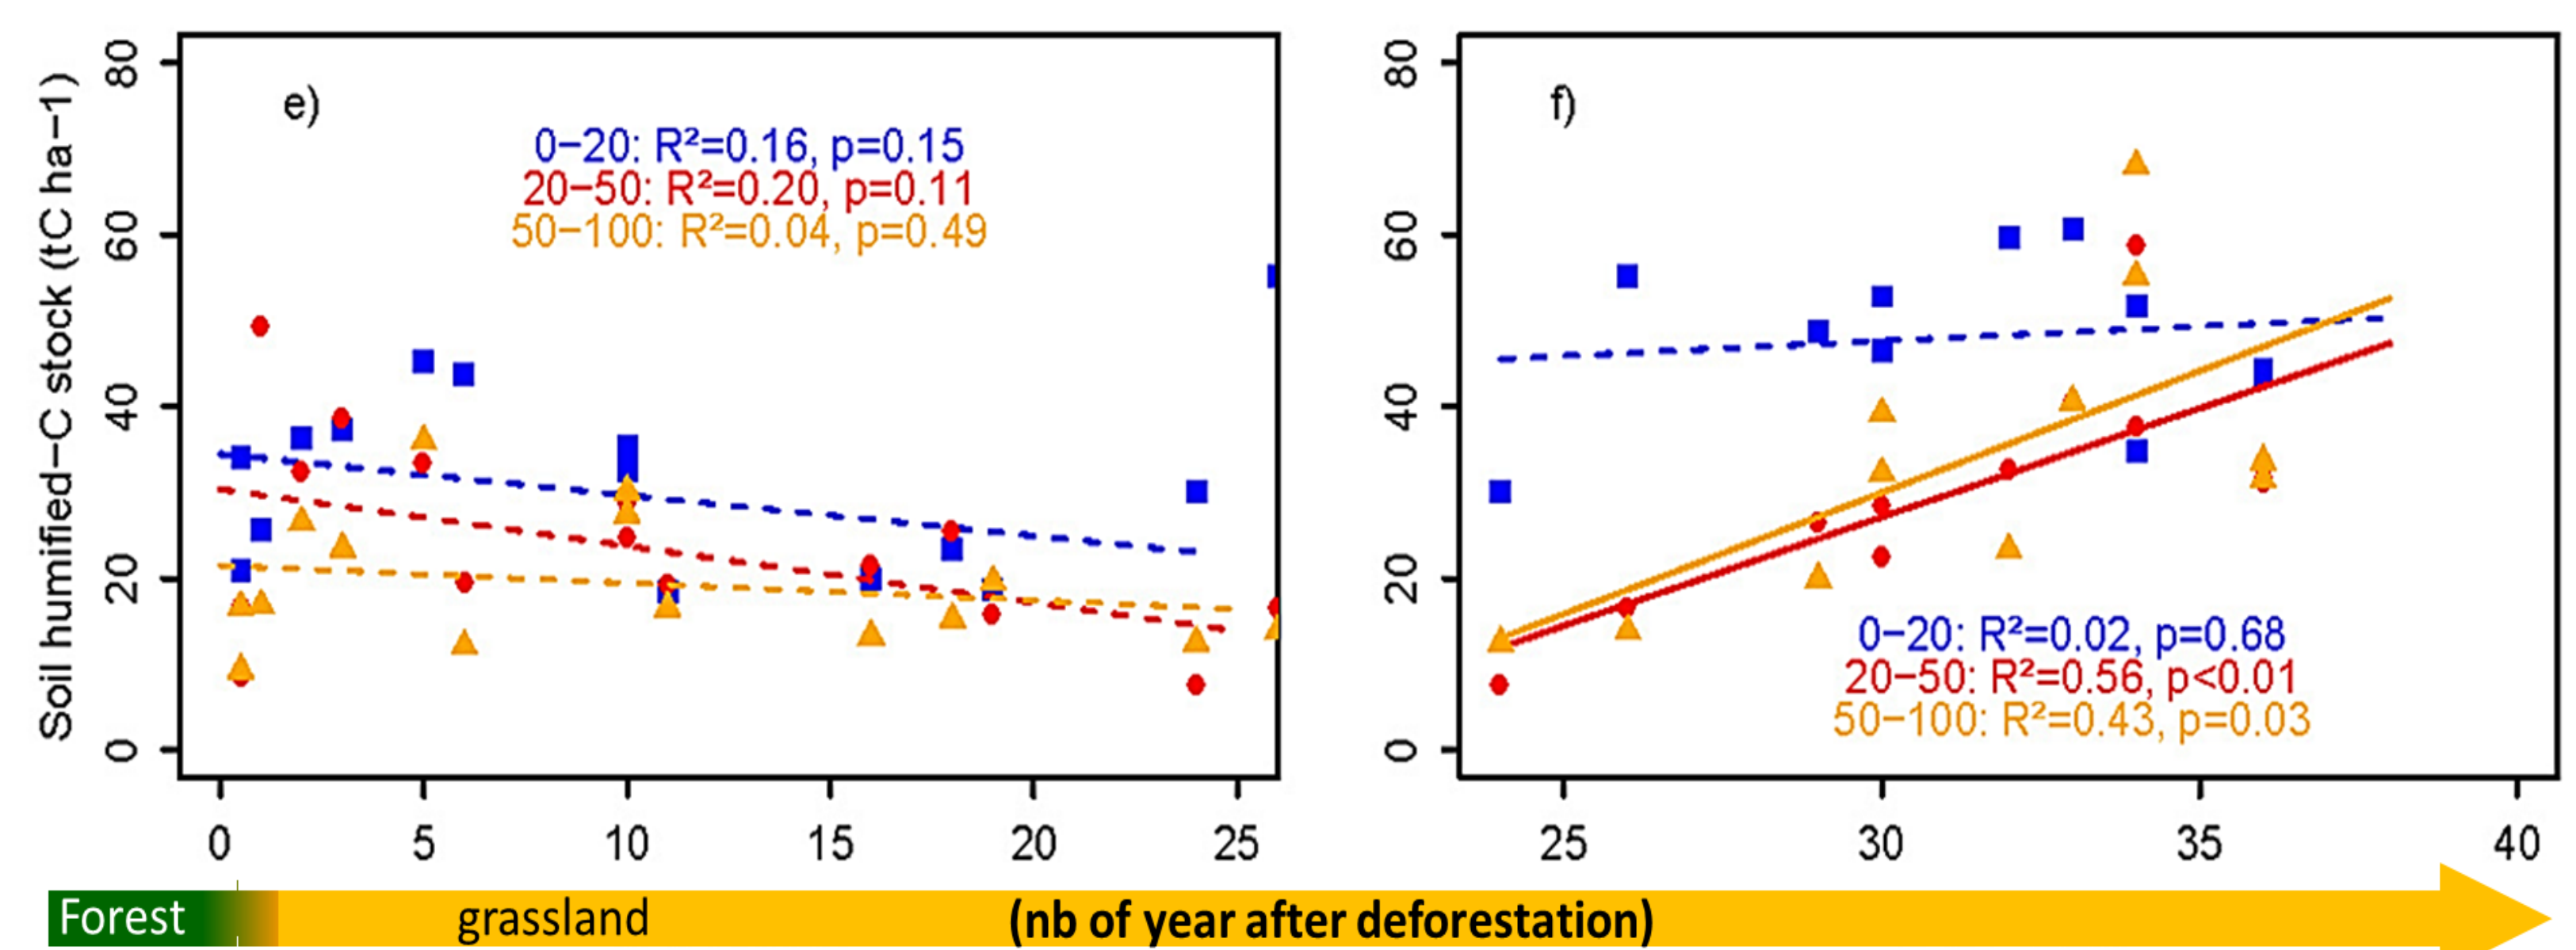 Soil humified−C stock (tC ha−1)
80
60
40
20
0
e)
0−20: R²=0.16, p=0.15
20−50: R²=0.20, p=0.11
50−100: R²=0.04, p=0.49
0 5 10 15 20 25
80
60
40
20
0
f)
0−20: R²=0.02, p=0.68
20−50: R²=0.56, p<0.01
50−100: R²=0.43, p=0.03
25 30 35 40
Forest grassland (nb of year after deforestation)